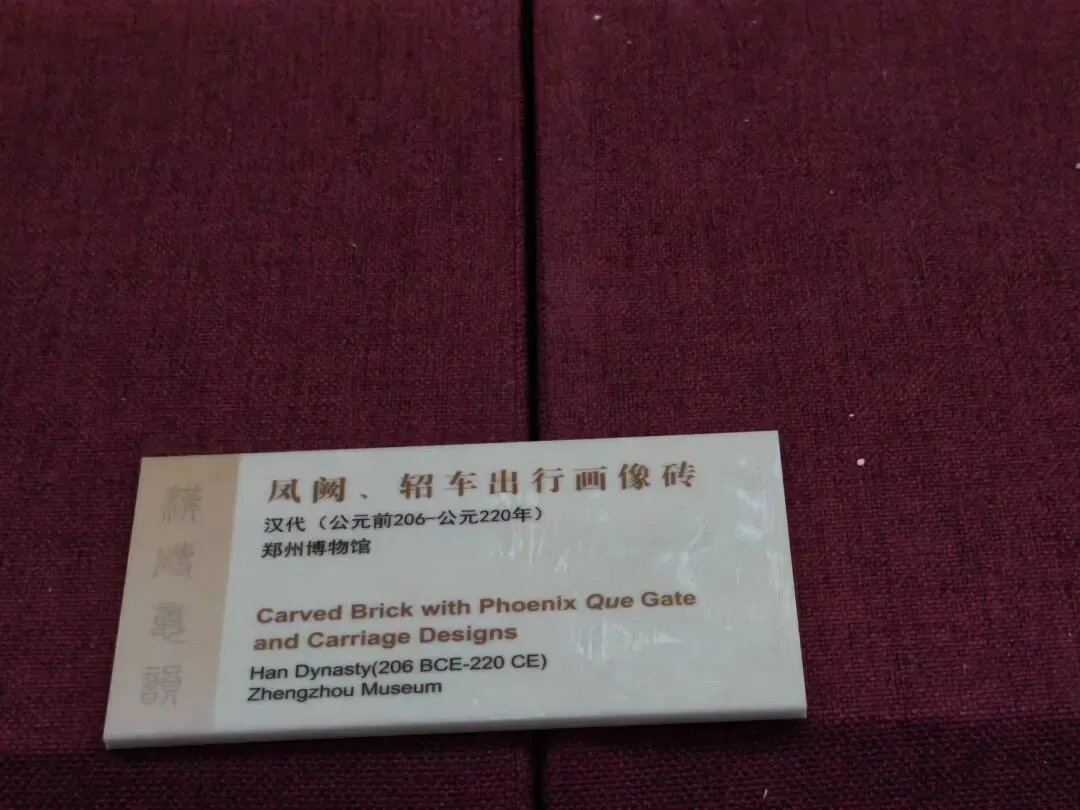 凤阙、轺车出行画像砖
汉代（公元前206-公元220年）
郑州博物馆
Carved Brick with Phoenix Que Gate
and Carriage Designs
Han Dynasty(206 BCE-220 CE)
Zhengzhou Museum